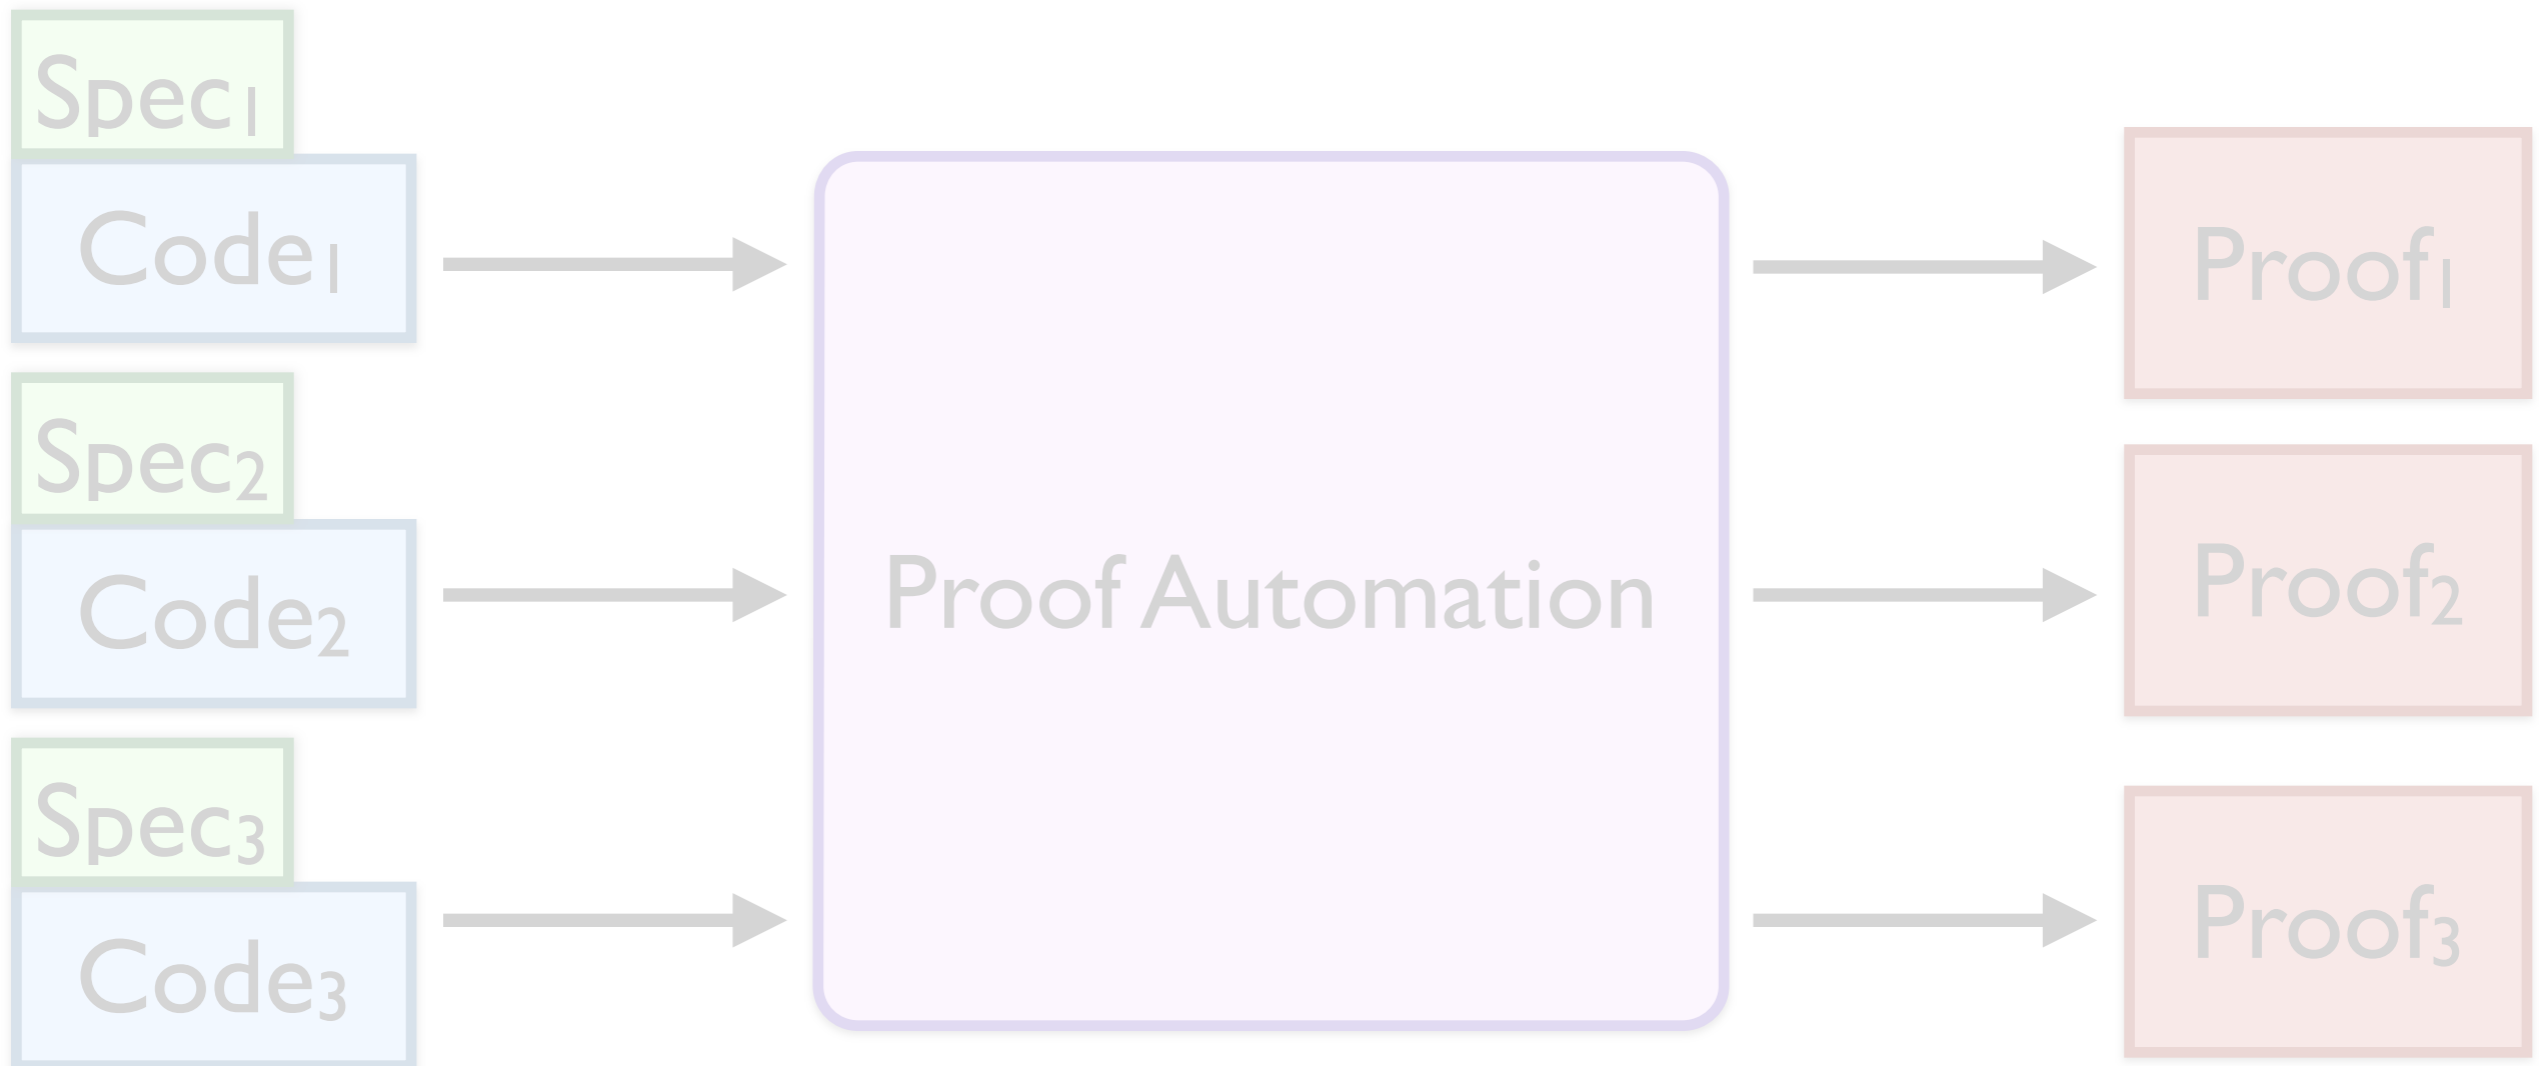 Spec₁
Code₁
Proof₁
Spec₂
Code₂
Proof Automation
Proof₂
Spec₃
Code₃
Proof₃